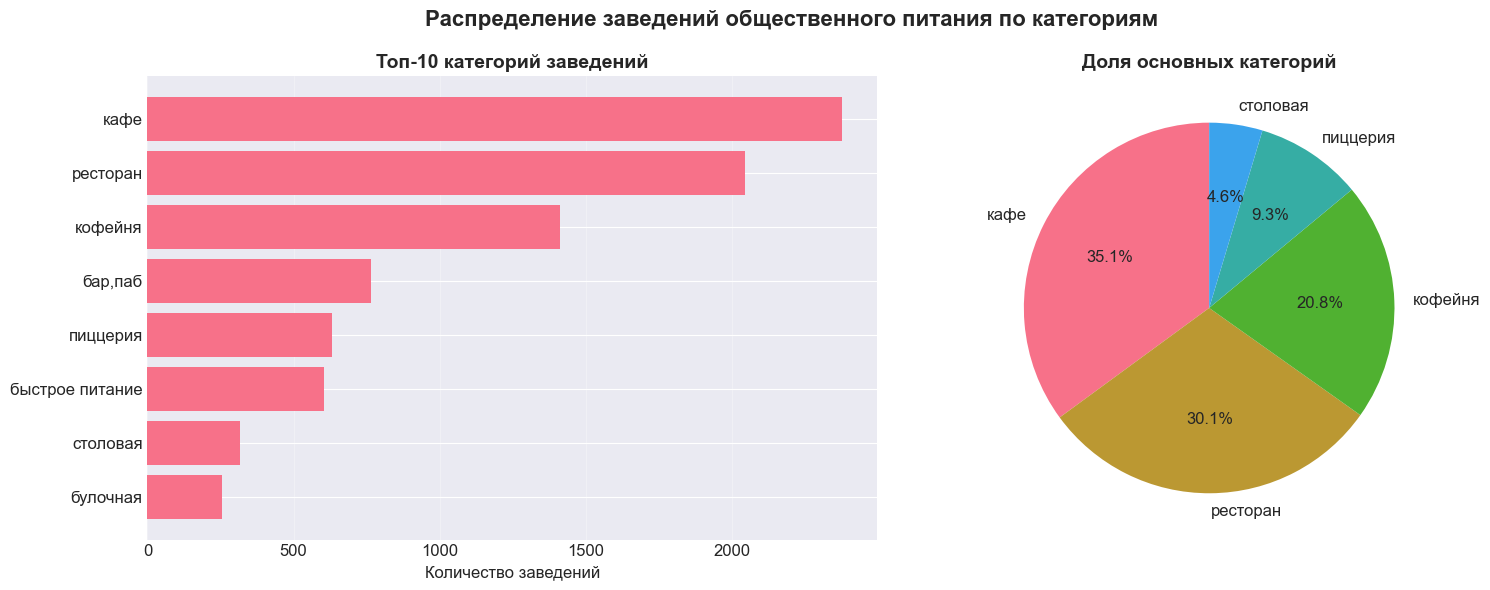 Распределение заведений общественного питания по категориям
Топ-10 категорий заведений
кафе
ресторан
кофейня
бар,паб
пиццерия
быстрое питание
столовая
булочная
0 500 1000 1500 2000
Количество заведений
Доля основных категорий
столовая
пиццерия
кафе
кофейня
ресторан
4.6%
9.3%
35.1%
20.8%
30.1%